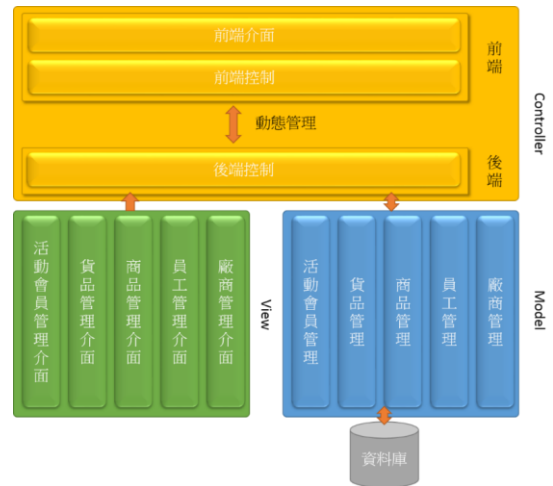 前端介面
前端控制
前端
動態管理
後端控制
後端
Controller
活動會員管理介面
貨品管理介面
商品管理介面
員工管理介面
廠商管理介面
View
活動會員管理
貨品管理
商品管理
員工管理
廠商管理
Model
資料庫